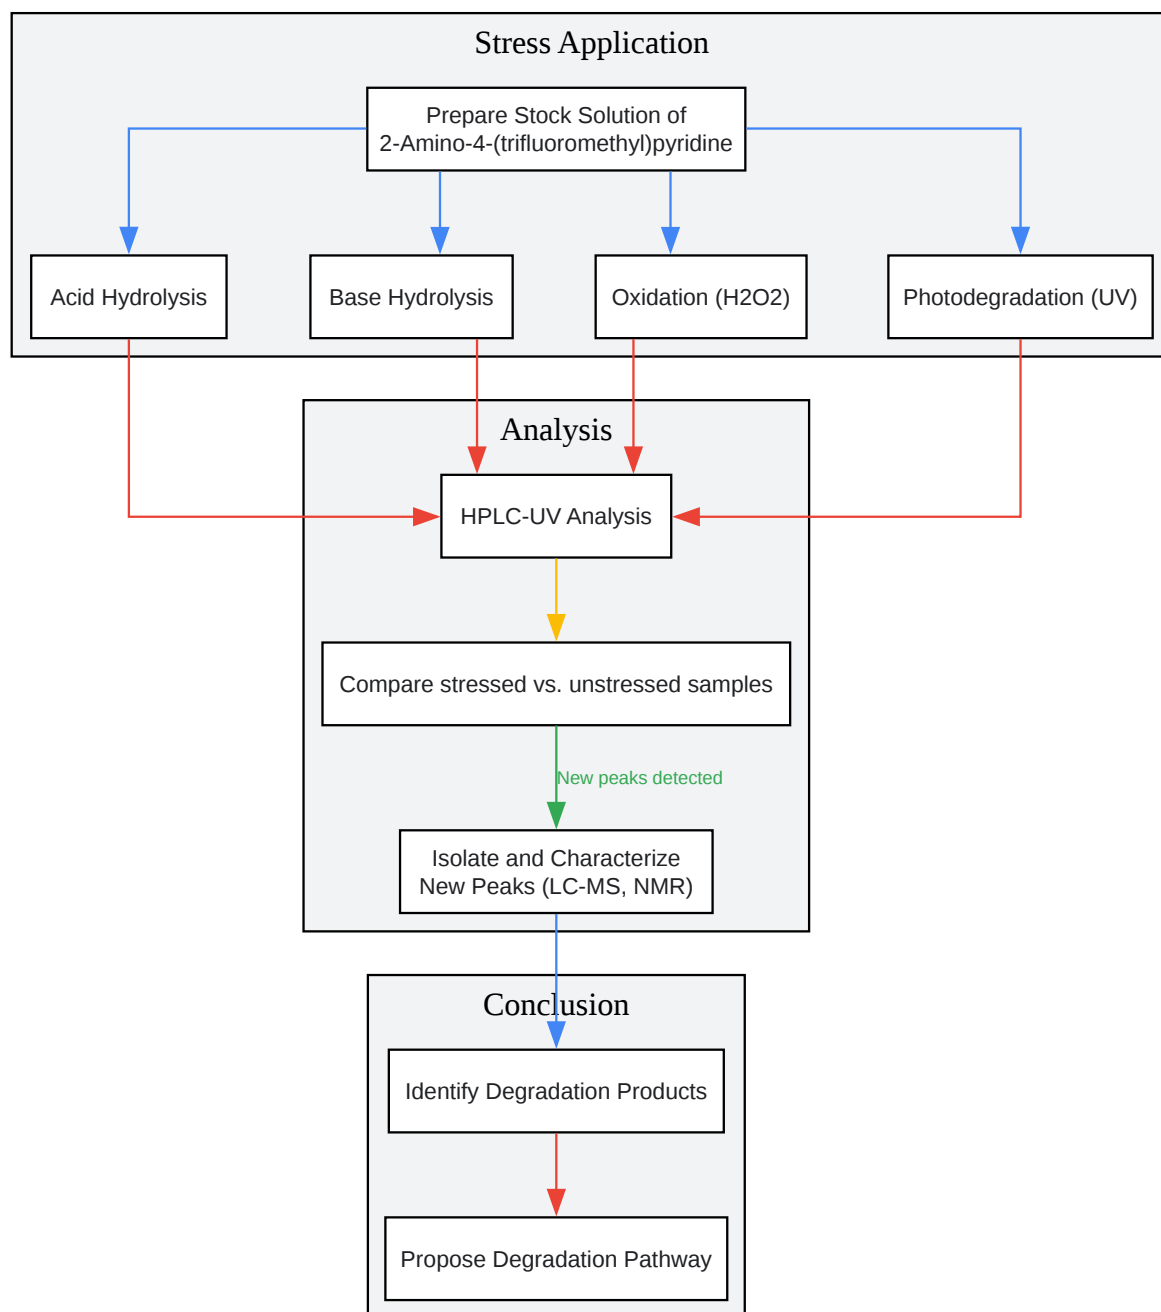 Stress Application
Prepare Stock Solution of
2-Amino-4-(trifluoromethyl)pyridine
Acid Hydrolysis
Base Hydrolysis
Oxidation (H2O2)
Photodegradation (UV)
Analysis
HPLC-UV Analysis
Compare stressed vs. unstressed samples
New peaks detected
Isolate and Characterize
New Peaks (LC-MS, NMR)
Conclusion
Identify Degradation Products
Propose Degradation Pathway